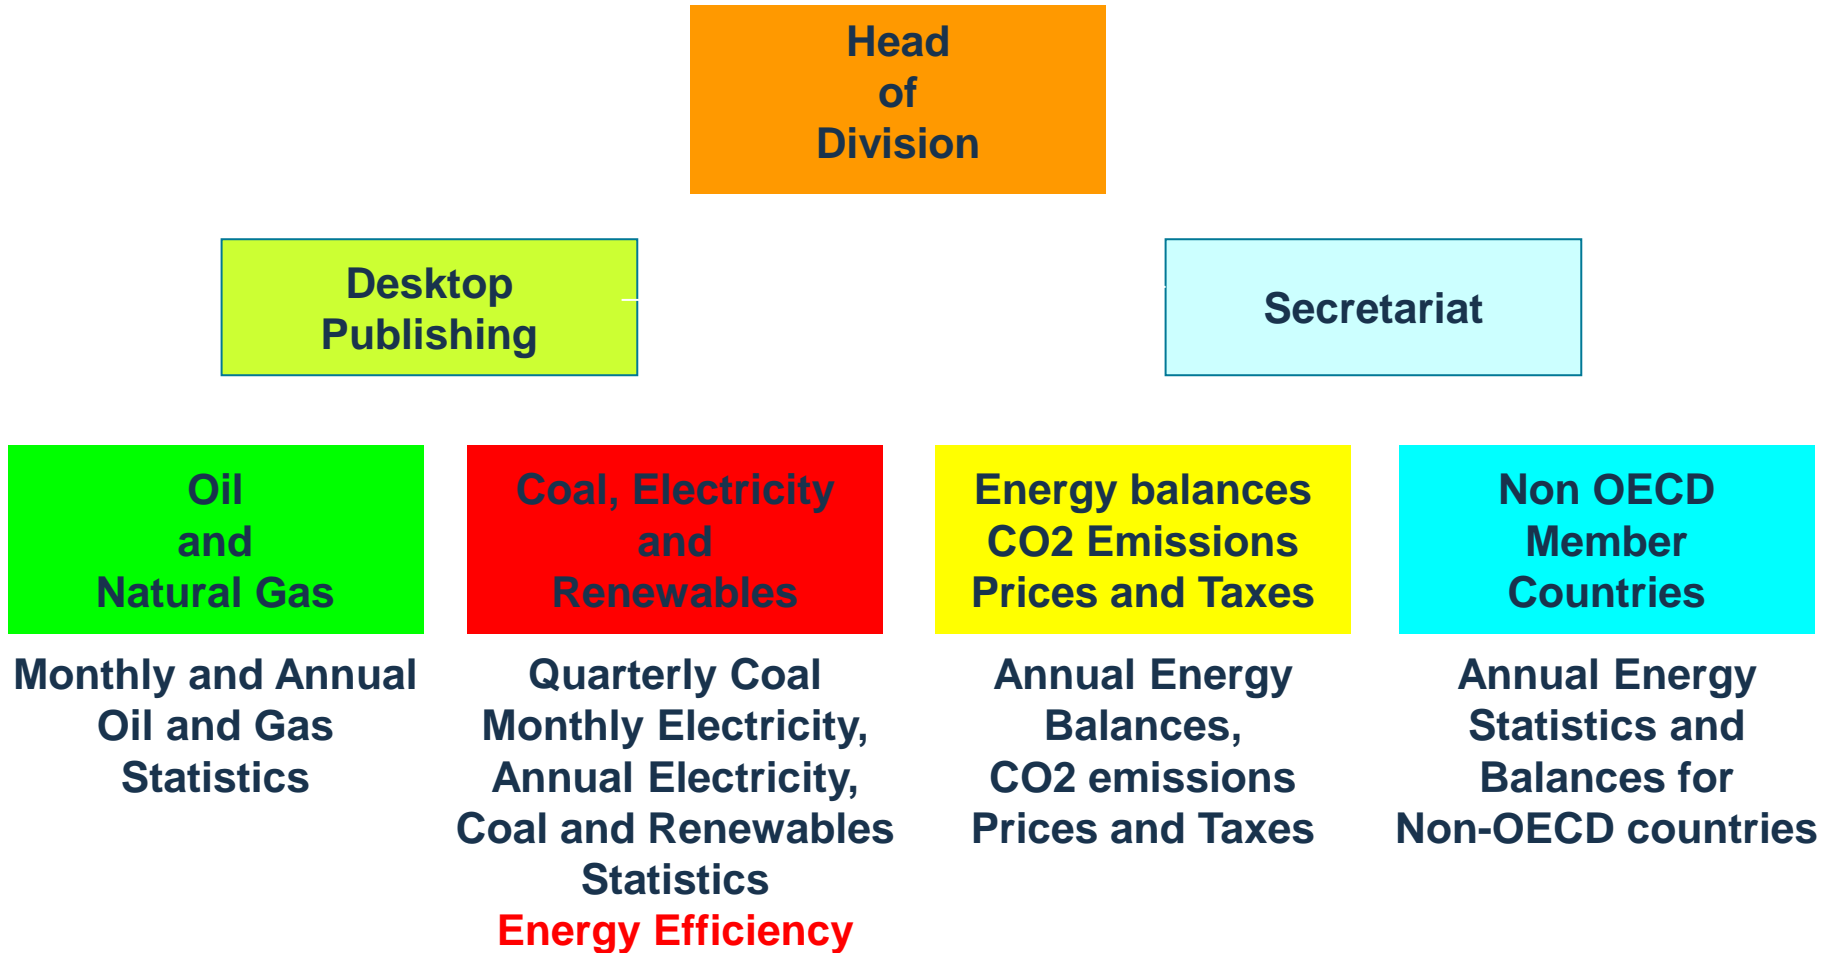 Head
of
Division
Desktop
Publishing
Secretariat
Oil
and
Natural Gas
Coal, Electricity
and
Renewables
Energy balances
CO2 Emissions
Prices and Taxes
Non OECD
Member
Countries
Monthly and Annual
Oil and Gas
Statistics
Quarterly Coal
Monthly Electricity,
Annual Electricity,
Coal and Renewables
Statistics
Energy Efficiency
Annual Energy
Balances,
CO2 emissions
Prices and Taxes
Annual Energy
Statistics and
Balances for
Non-OECD countries